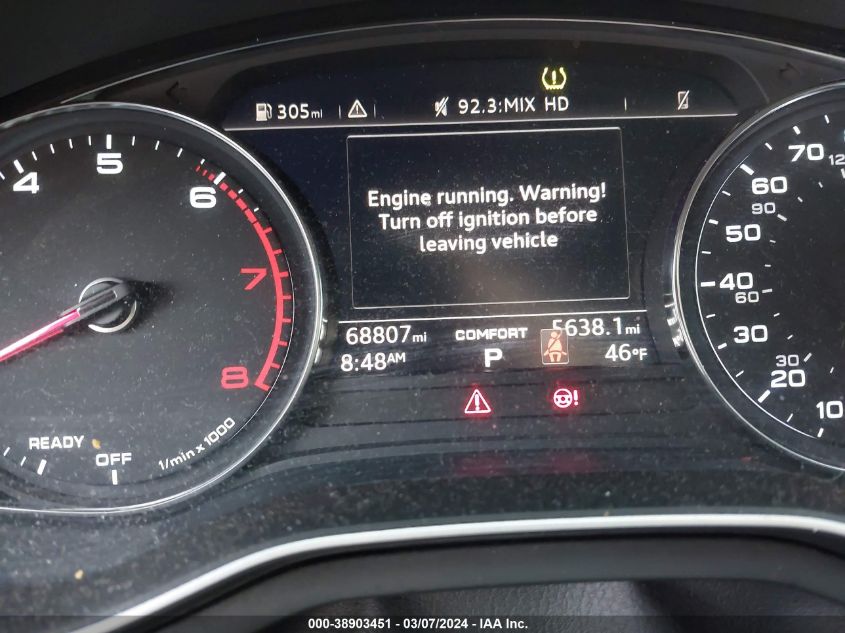 305mi
92.3:MIX HD
Engine running. Warning!
Turn off ignition before
leaving vehicle
68807mi
COMFORT
5638.1mi
8:48AM
P
46°F
4
5
6
7
8
READY
OFF
1/min x 1000
70
120
60
90
50
40
60
30
30
20
10
000-38903451 - 03/07/2024 - IAA Inc.